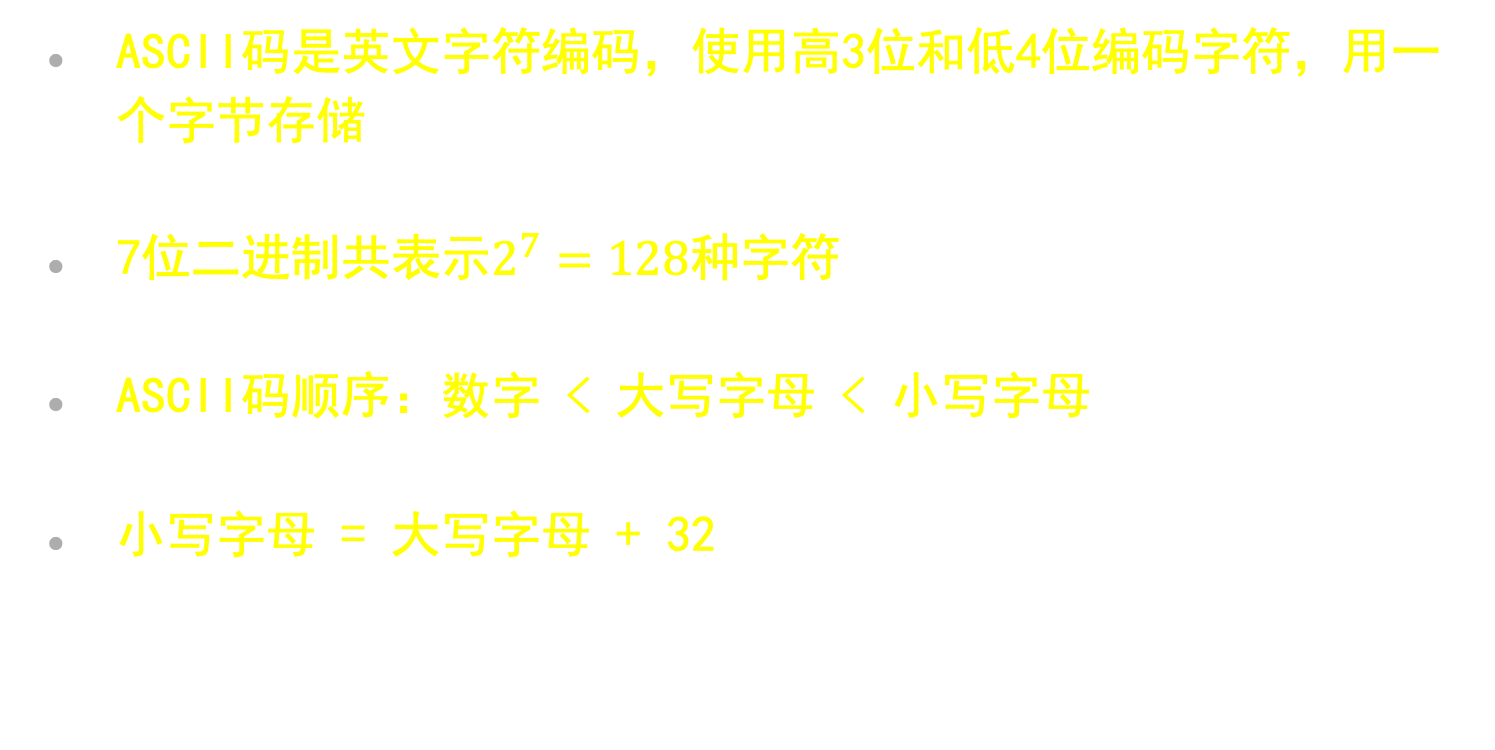 • ASCII码是英文字符编码，使用高3位和低4位编码字符，用一
个字节存储
• 7位二进制共表示2⁷ = 128种字符
• ASCII码顺序：数字 < 大写字母 < 小写字母
• 小写字母 = 大写字母 + 32